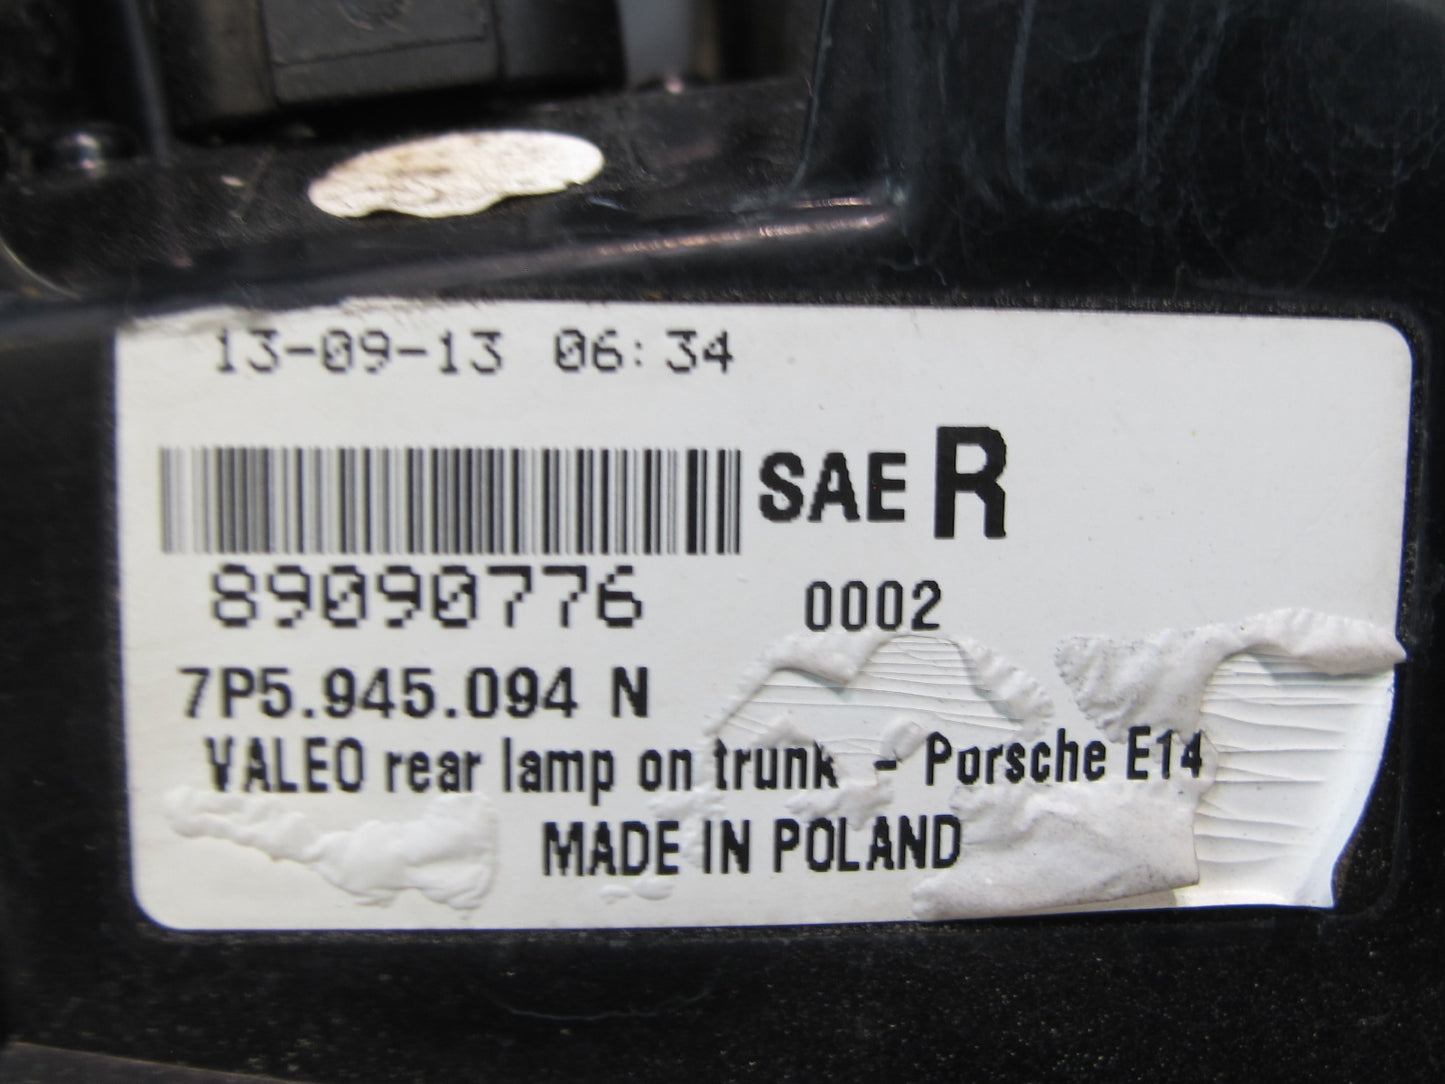 13-09-13 06:34
SAE R
89090776 0002
7P5.945.094 N
VALEO rear lamp on trunk - Porsche E14
MADE IN POLAND